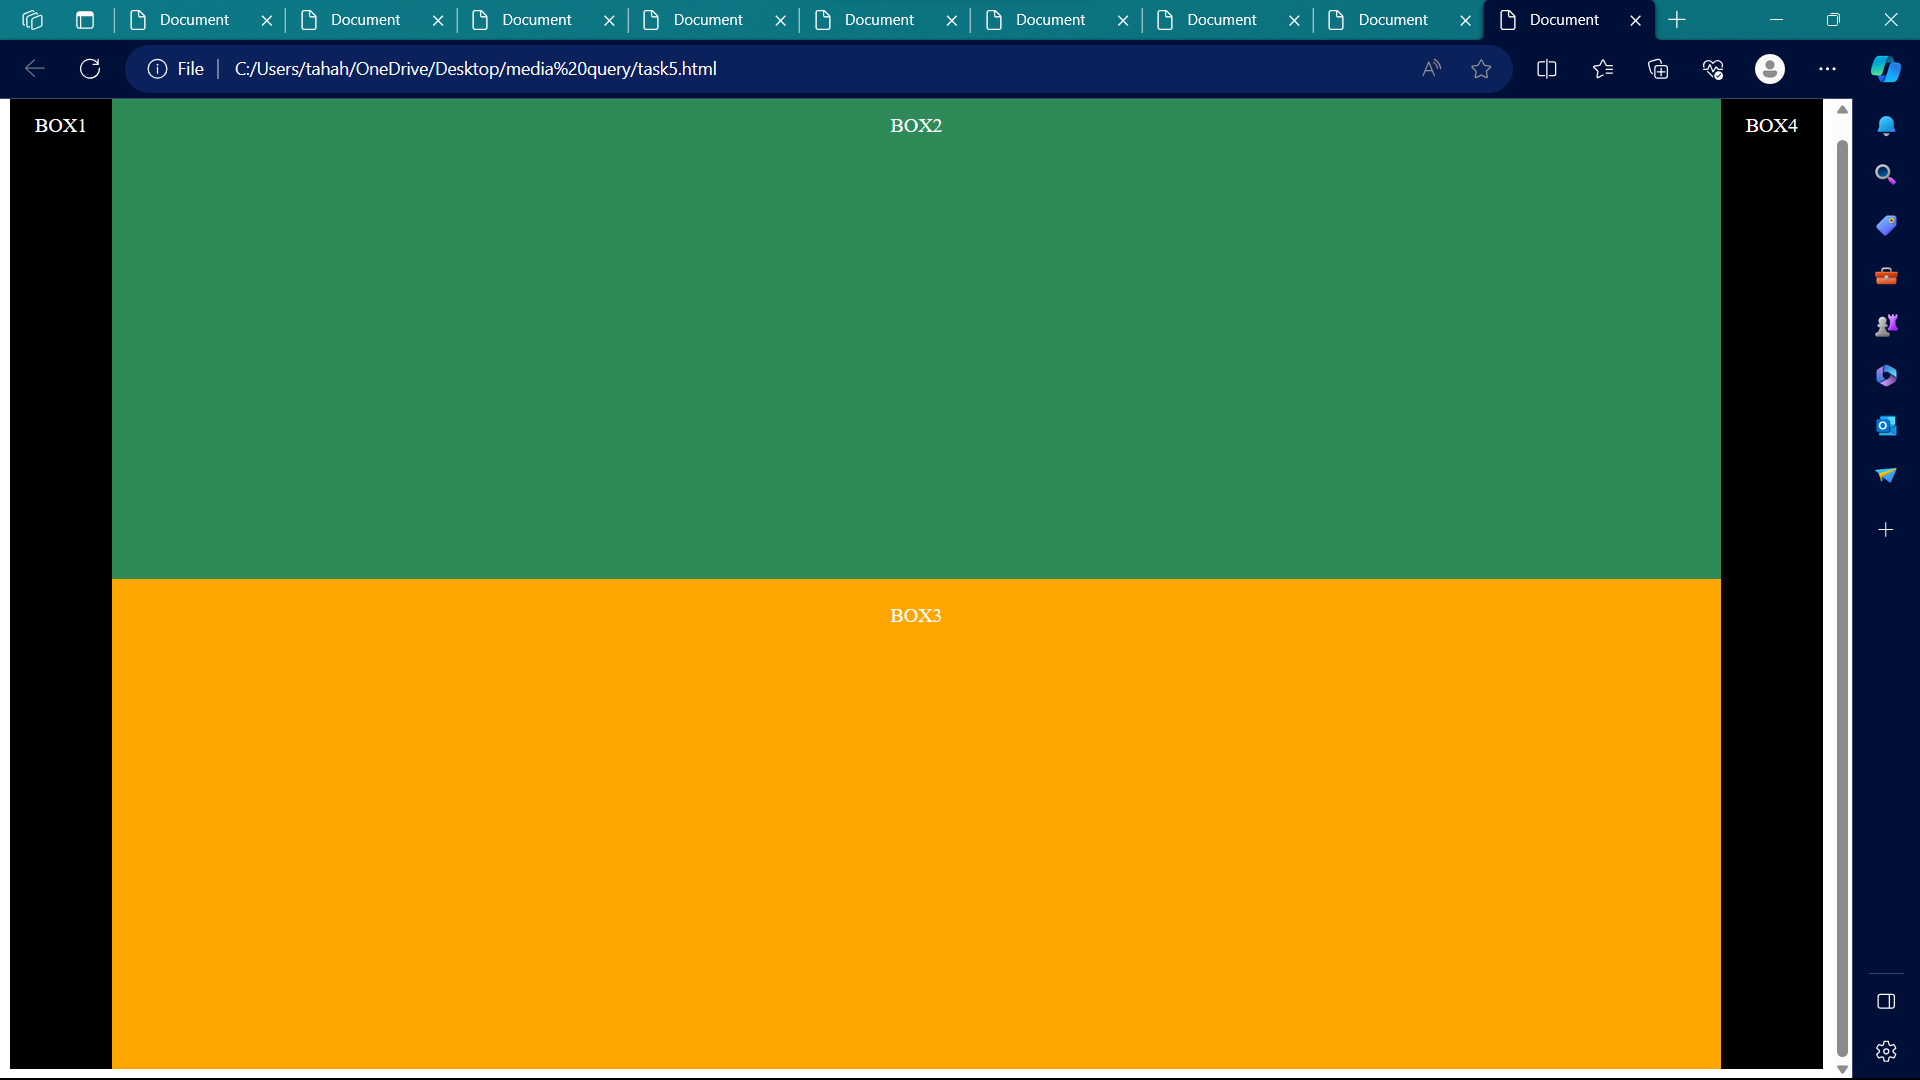 Document
Document
Document
Document
Document
Document
Document
Document
Document
File
C:/Users/tahah/OneDrive/Desktop/media%20query/task5.html
BOX1
BOX2
BOX4
BOX3